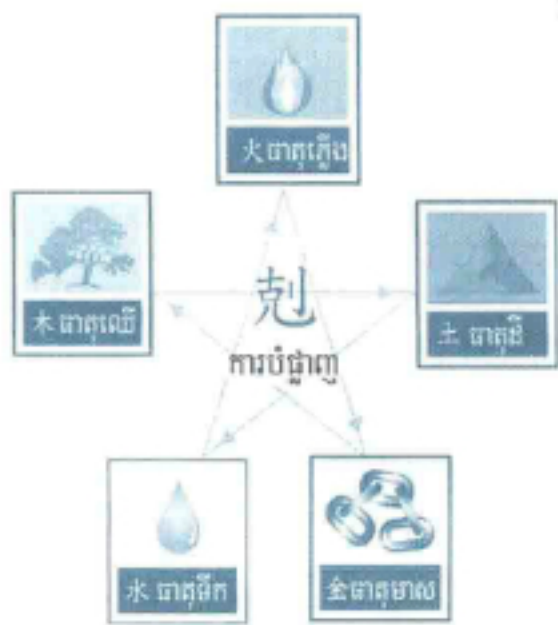 火 ធាតុភ្លើង
木 ធាតុឈើ
剋
土 ធាតុដី
ការបំផ្លាញ
水 ធាតុទឹក
金ធាតុមាស